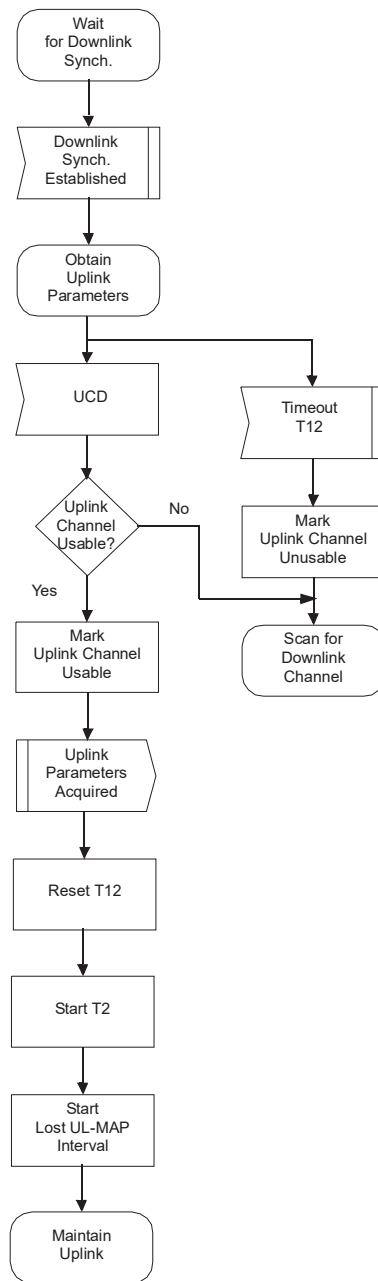 Wait
for Downlink
Synch.
Downlink
Synch.
Established
Obtain
Uplink
Parameters
UCD
Timeout
T12
Uplink
Channel
Usable?
No
Mark
Uplink Channel
Unusable
Yes
Mark
Uplink Channel
Usable
Scan for
Downlink
Channel
Uplink
Parameters
Acquired
Reset T12
Start T2
Start
Lost UL-MAP
Interval
Maintain
Uplink